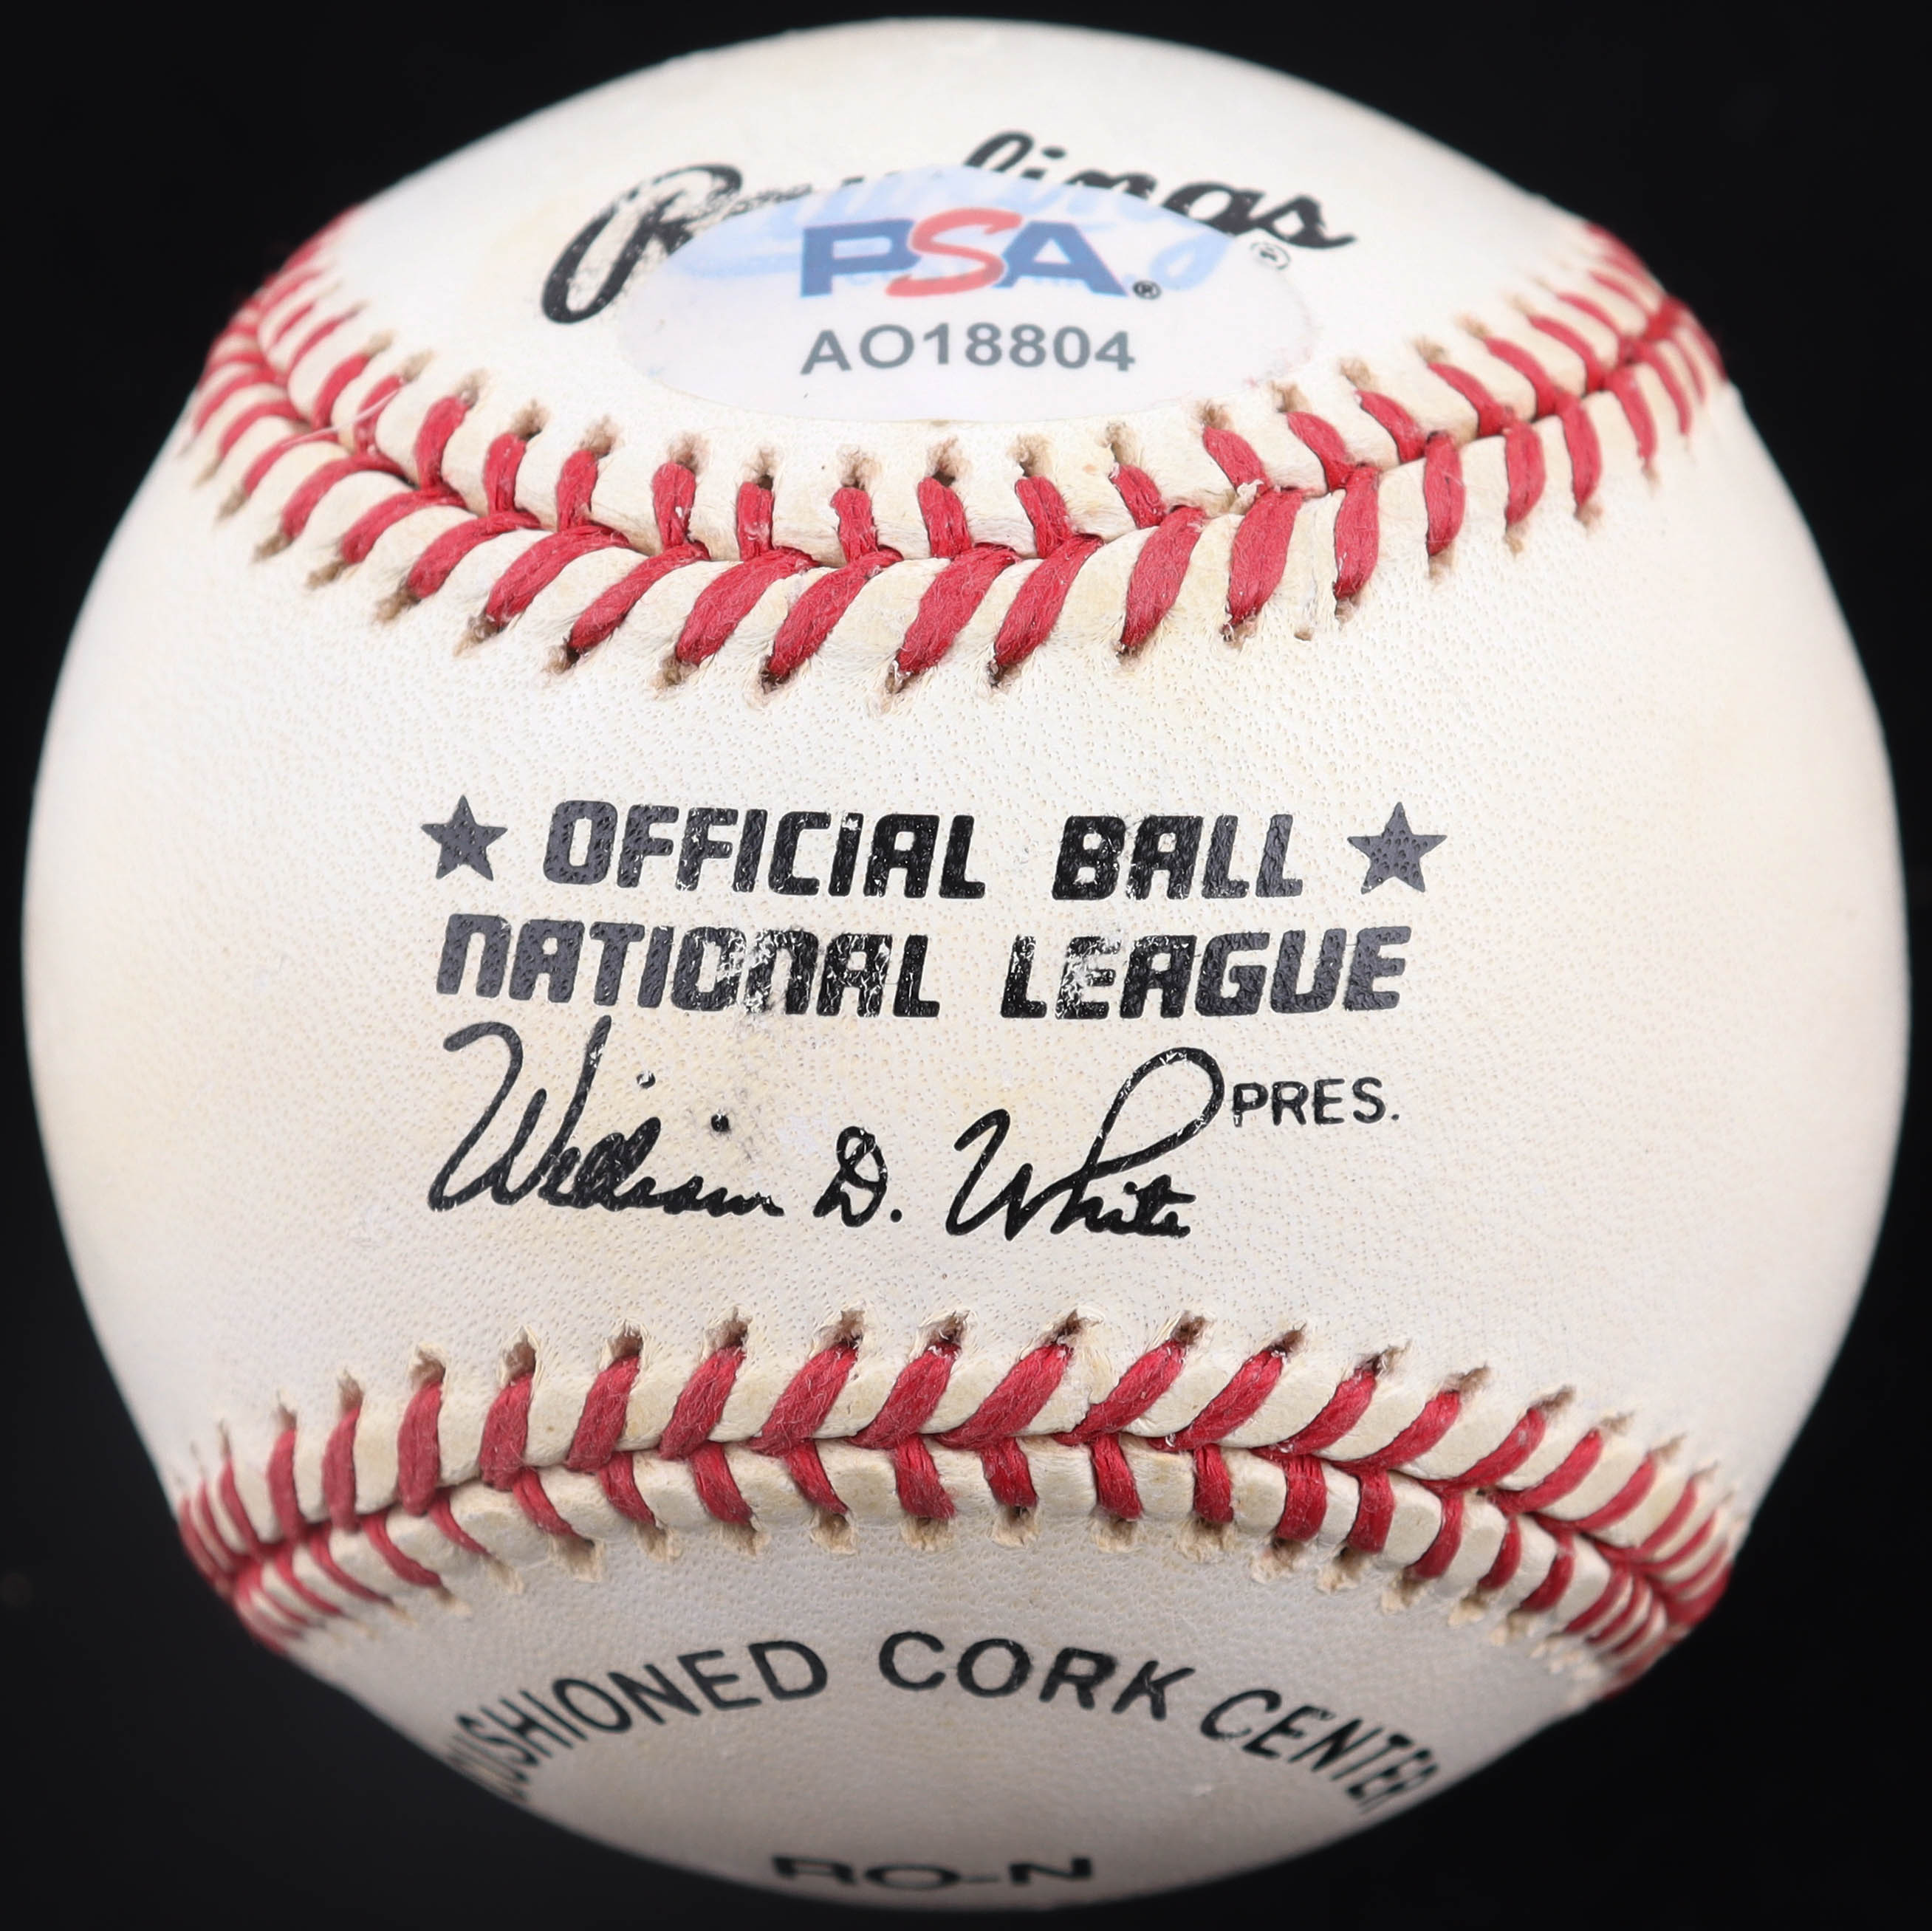 Rawlings®
PSA®
AO18804
★ OFFICIAL BALL ★
NATIONAL LEAGUE
William D. White PRES.
CUSHIONED CORK CENTER
RO-N